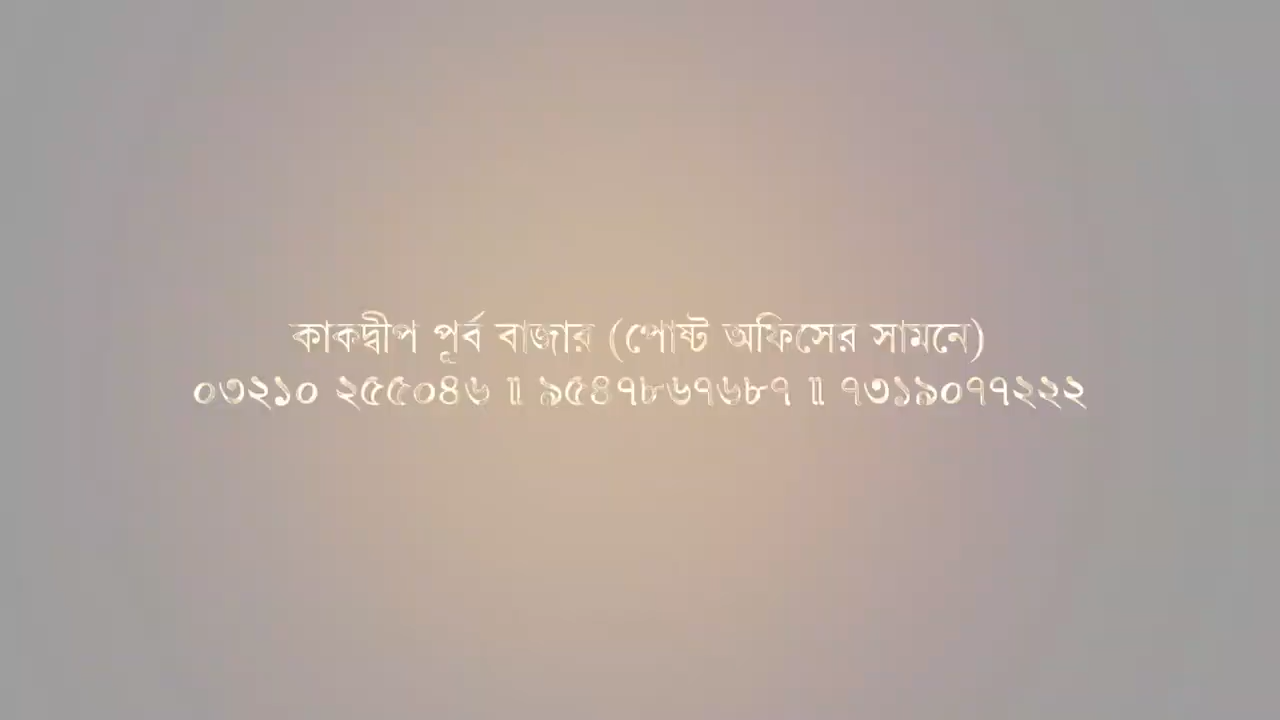 কাকদ্বীপ পূর্ব বাজার (পোষ্ট অফিসের সামনে)
০৩২১০ ২৫৫০৪৬ ॥ ৯৫৪৭৮৬৭৬৮৭ ॥ ৭৩১৯০৭৭২২২